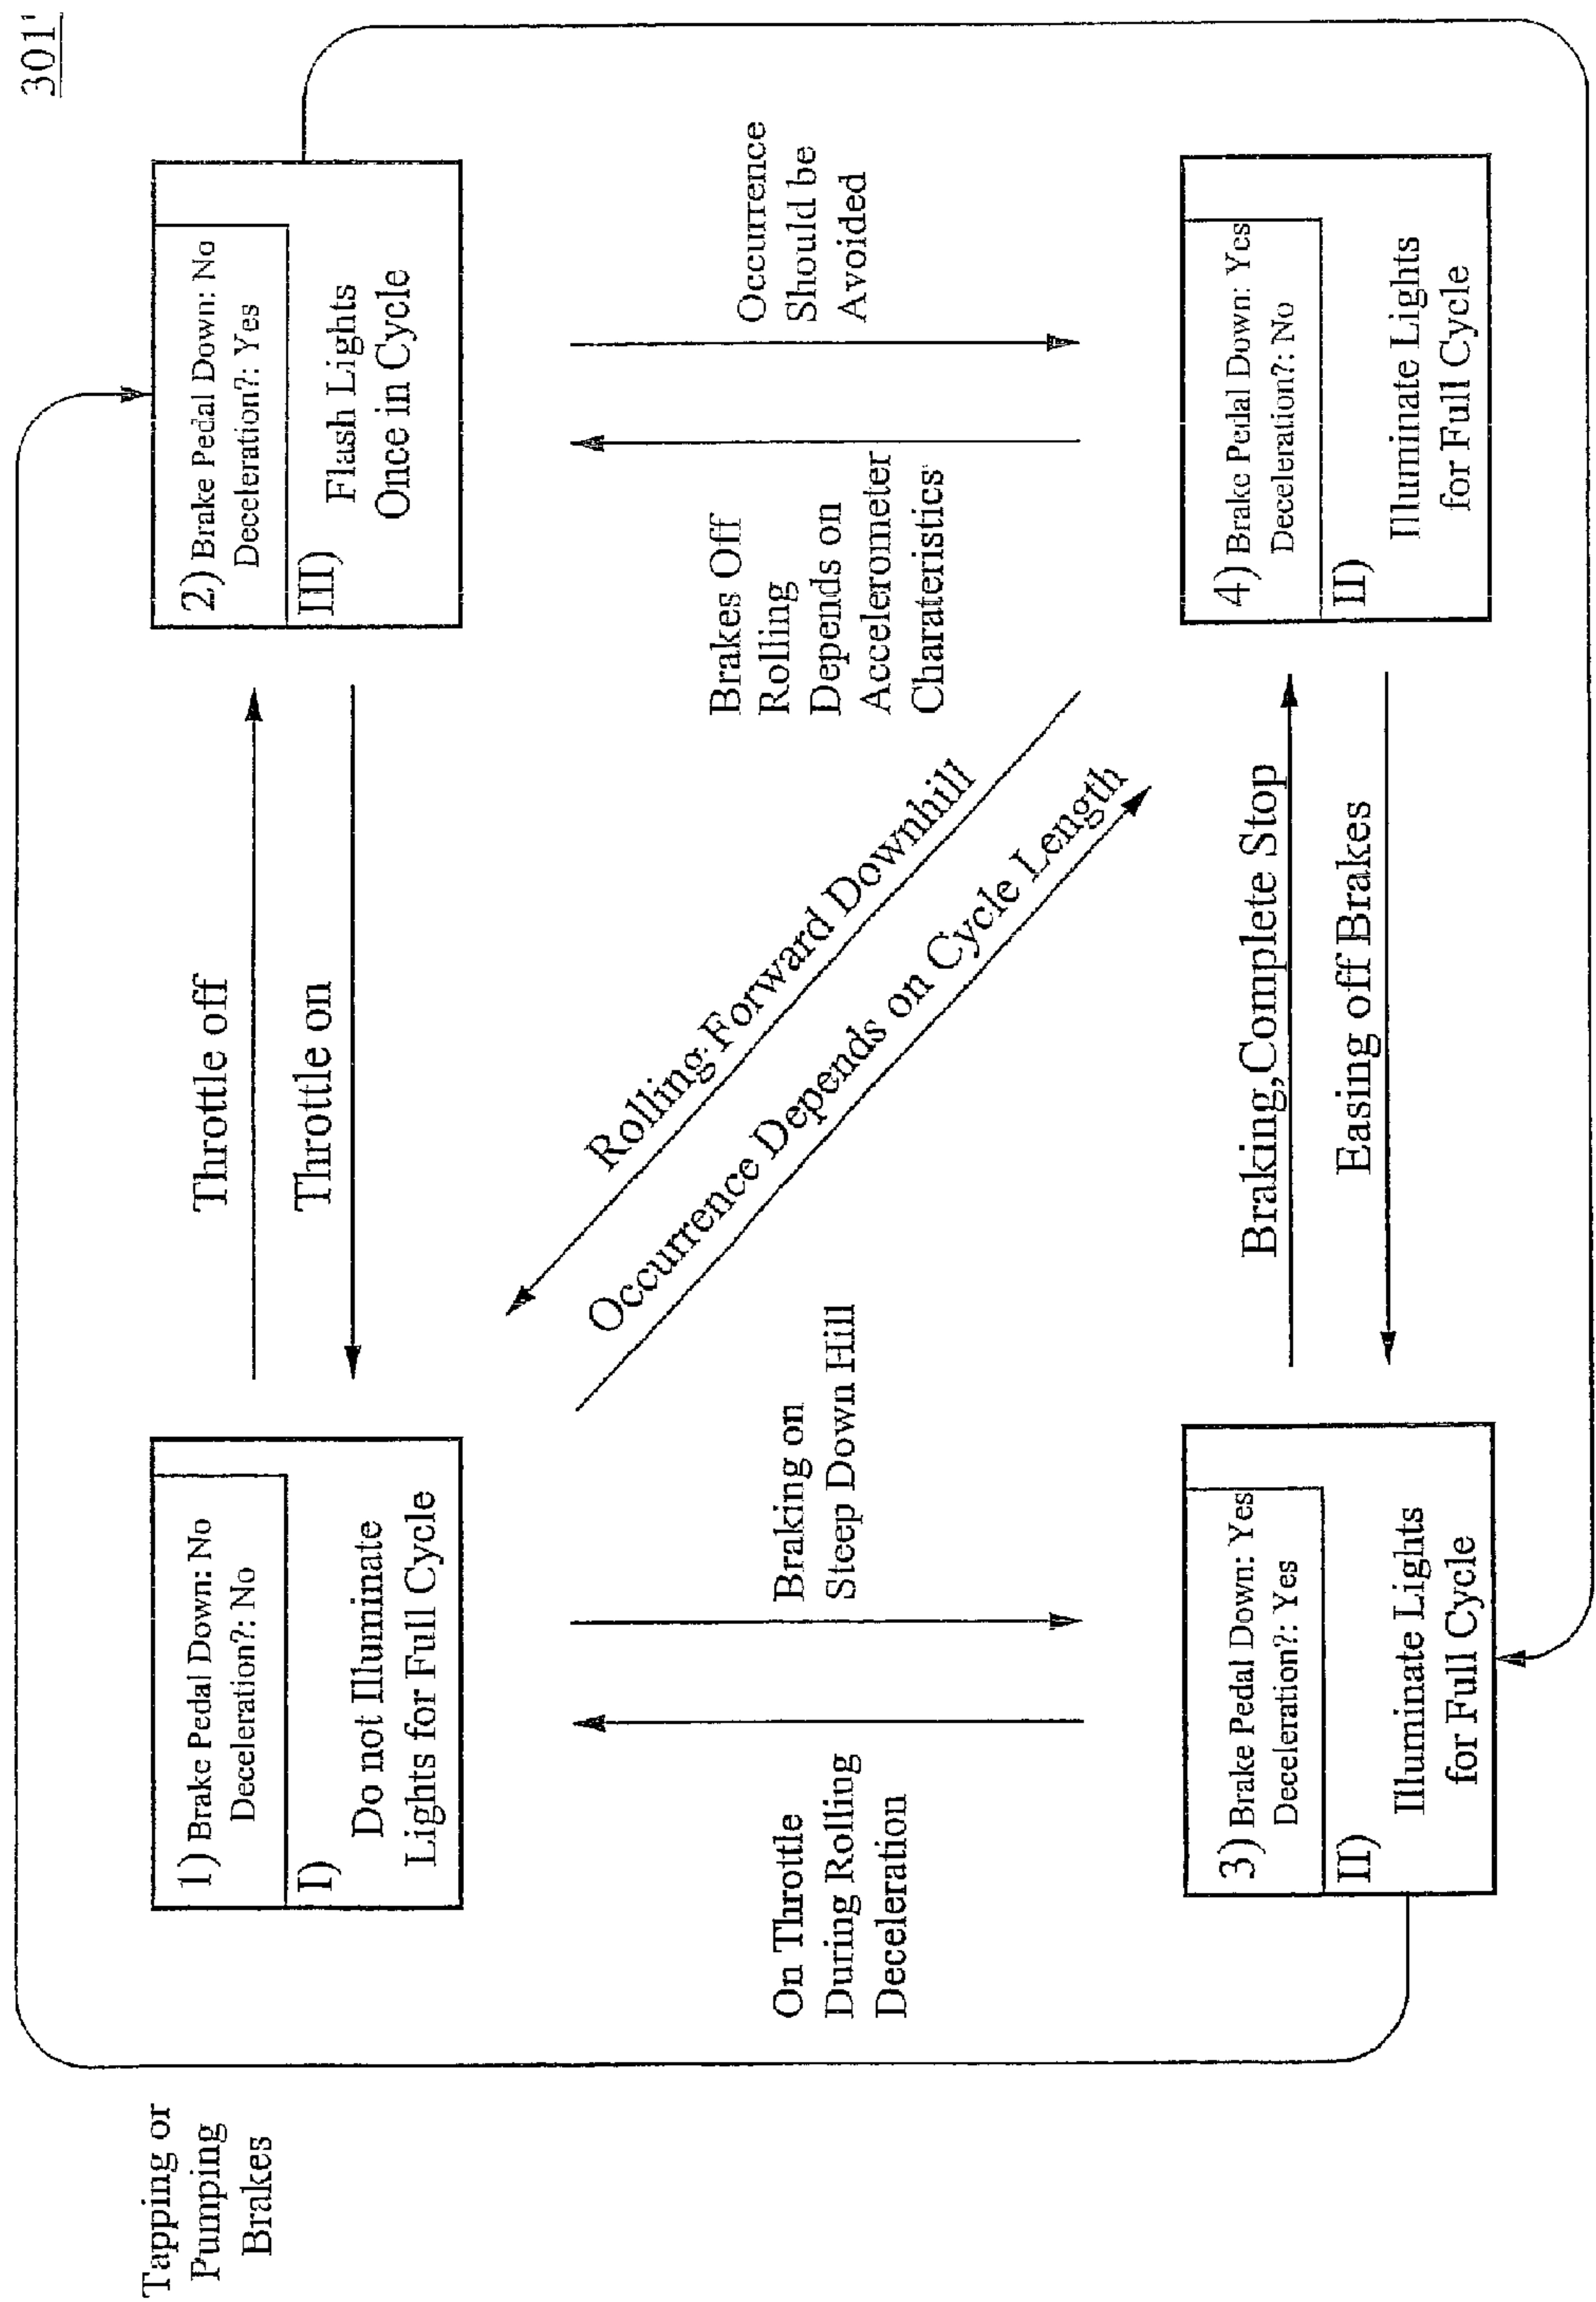 301'
Tapping or
Pumping
Brakes
1) Brake Pedal Down: No
Deceleration?: No
I)
Do not Illuminate
Lights for Full Cycle
Throttle off
Throttle on
2) Brake Pedal Down: No
Deceleration?: Yes
III)
Flash Lights
Once in Cycle
On Throttle
During Rolling
Deceleration
Braking on
Steep Down Hill
Rolling Forward Downhill
Occurrence Depends on Cycle Length
Brakes Off
Rolling
Depends on
Accelerometer
Charateristics
Occurrence
Should be
Avoided
3) Brake Pedal Down: Yes
Deceleration?: Yes
II)
Illuminate Lights
for Full Cycle
Braking,Complete Stop
Easing off Brakes
4) Brake Pedal Down: Yes
Deceleration?: No
II)
Illuminate Lights
for Full Cycle